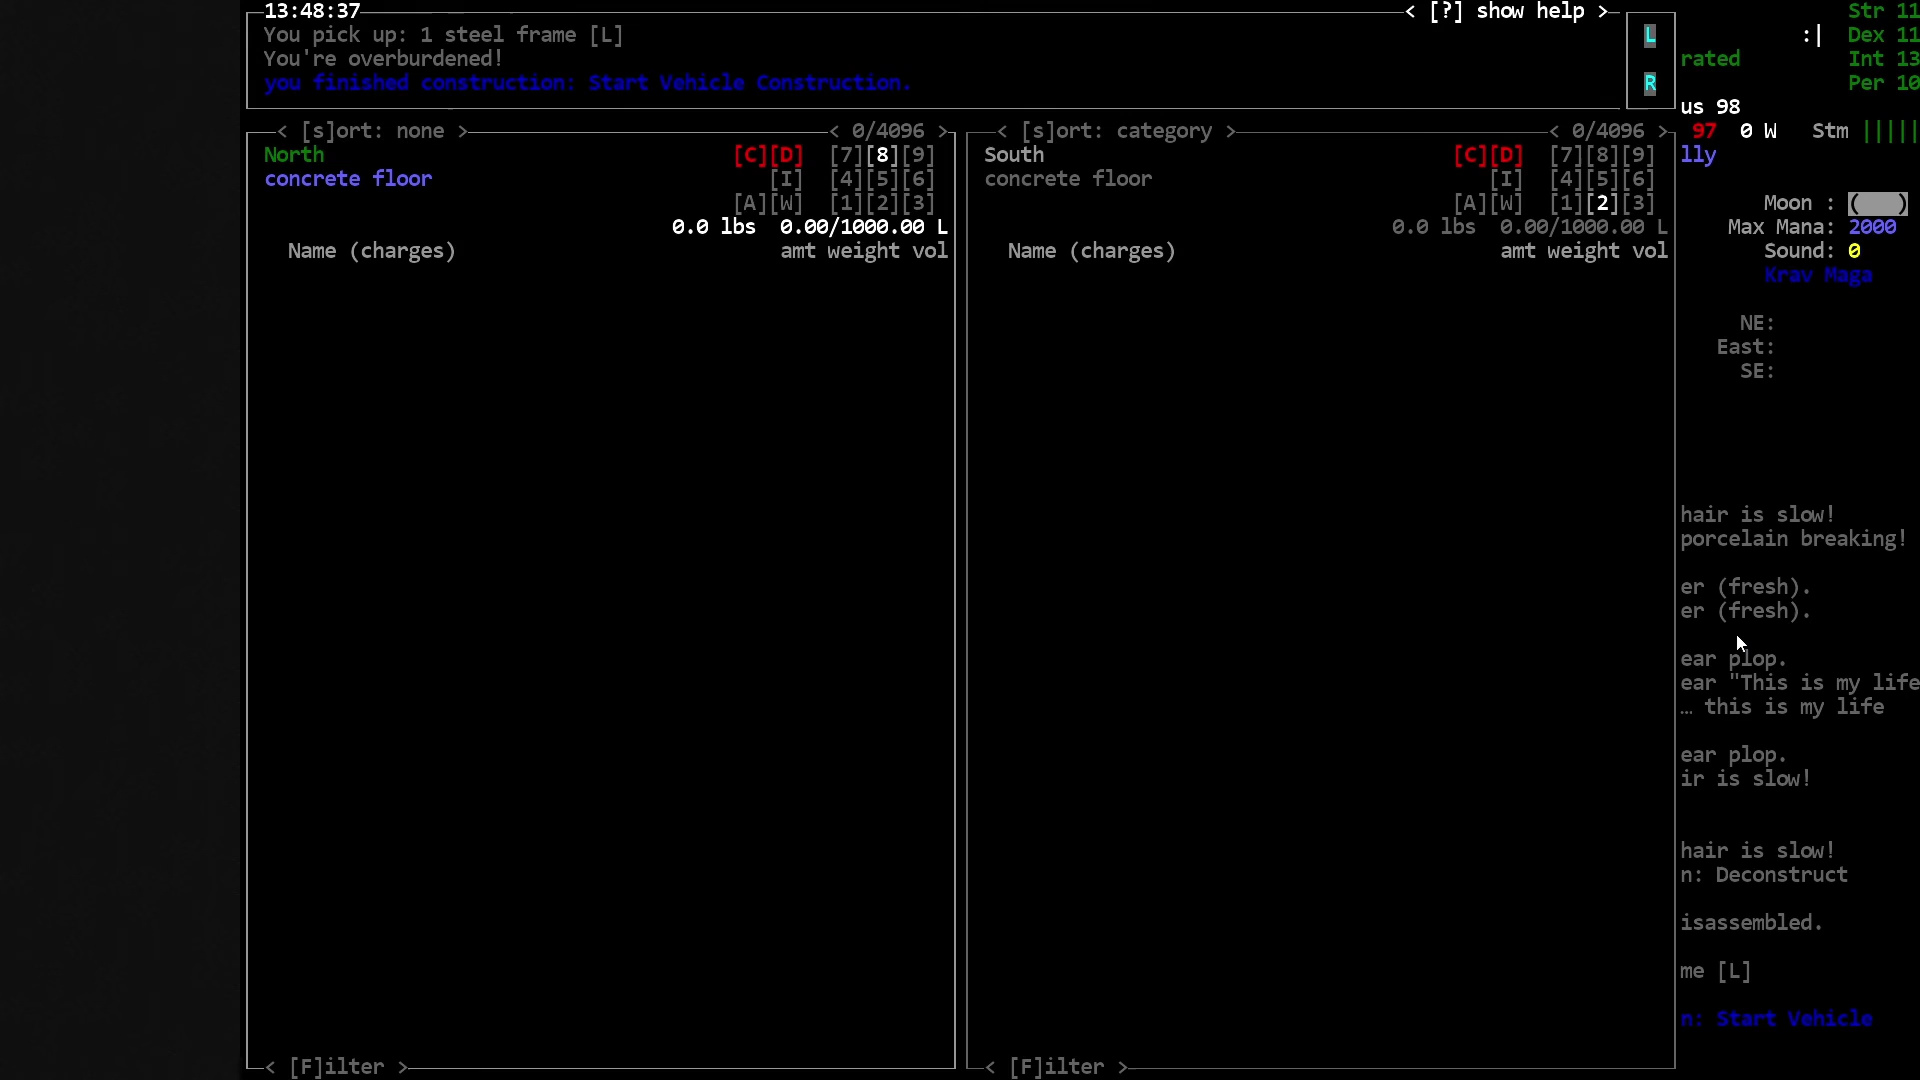 13:48:37 < [?] show help >
You pick up: 1 steel frame [L]
You're overburdened!
you finished construction: Start Vehicle Construction.
L
R
< [s]ort: none > < 0/4096 >
North [C][D] [7][8][9]
concrete floor [I] [4][5][6]
[A][W] [1][2][3]
0.0 lbs 0.00/1000.00 L
Name (charges) amt weight vol
< [F]ilter >
< [s]ort: category > < 0/4096 >
South [C][D] [7][8][9]
concrete floor [I] [4][5][6]
[A][W] [1][2][3]
0.0 lbs 0.00/1000.00 L
Name (charges) amt weight vol
< [F]ilter >
Str 11
:| Dex 11
rated Int 13
Per 10
us 98
97 0 W Stm |||||
lly
Moon : ( )
Max Mana: 2000
Sound: 0
Krav Maga
NE:
East:
SE:
hair is slow!
porcelain breaking!
er (fresh).
er (fresh).
ear plop.
ear "This is my life
… this is my life
ear plop.
ir is slow!
hair is slow!
n: Deconstruct
isassembled.
me [L]
n: Start Vehicle